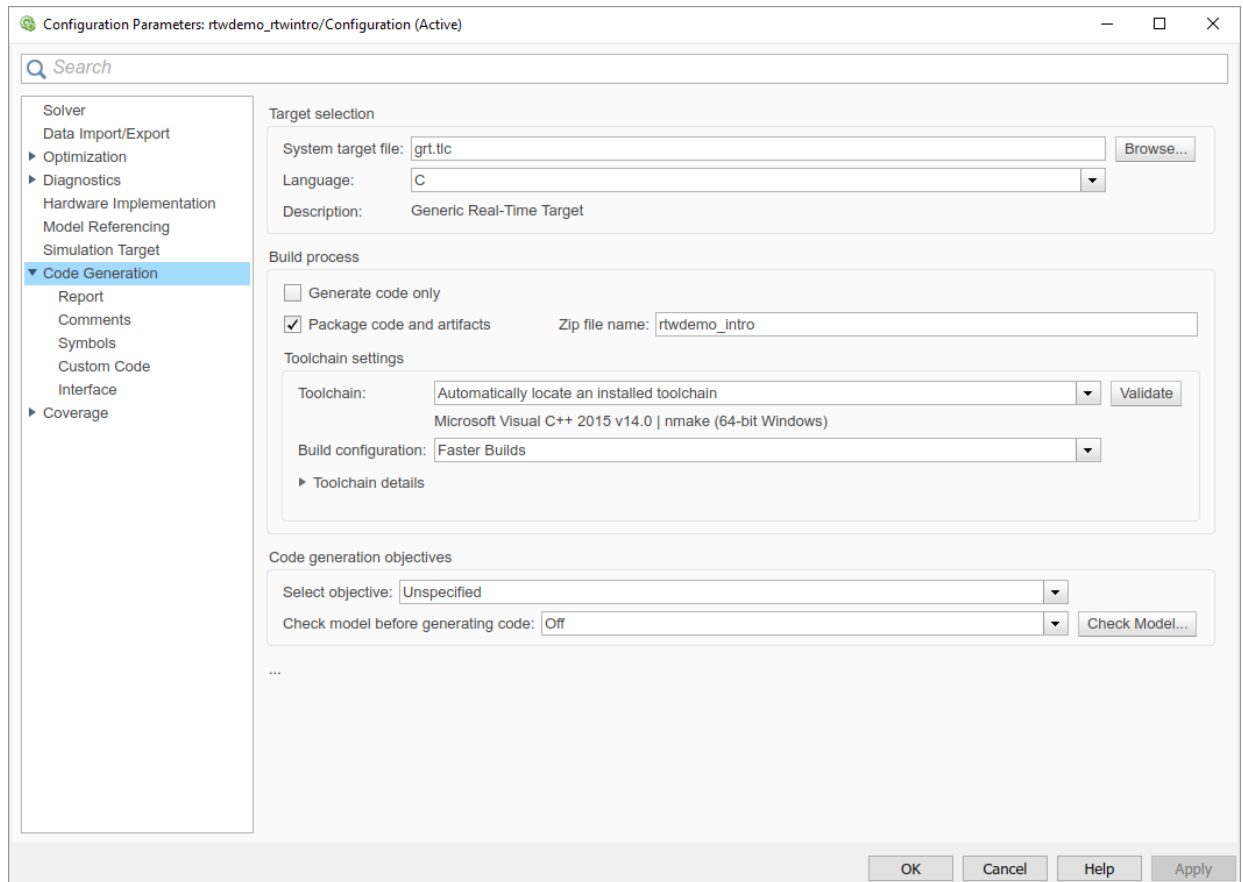 Configuration Parameters: rtwdemo_rtwintro/Configuration (Active)
Search
Solver
Data Import/Export
Optimization
Diagnostics
Hardware Implementation
Model Referencing
Simulation Target
Code Generation
Report
Comments
Symbols
Custom Code
Interface
Coverage
Target selection
System target file: grt.tlc Browse...
Language: C
Description: Generic Real-Time Target
Build process
Generate code only
Package code and artifacts Zip file name: rtwdemo_intro
Toolchain settings
Toolchain: Automatically locate an installed toolchain Validate
Microsoft Visual C++ 2015 v14.0 | nmake (64-bit Windows)
Build configuration: Faster Builds
Toolchain details
Code generation objectives
Select objective: Unspecified
Check model before generating code: Off Check Model...
...
OK Cancel Help Apply